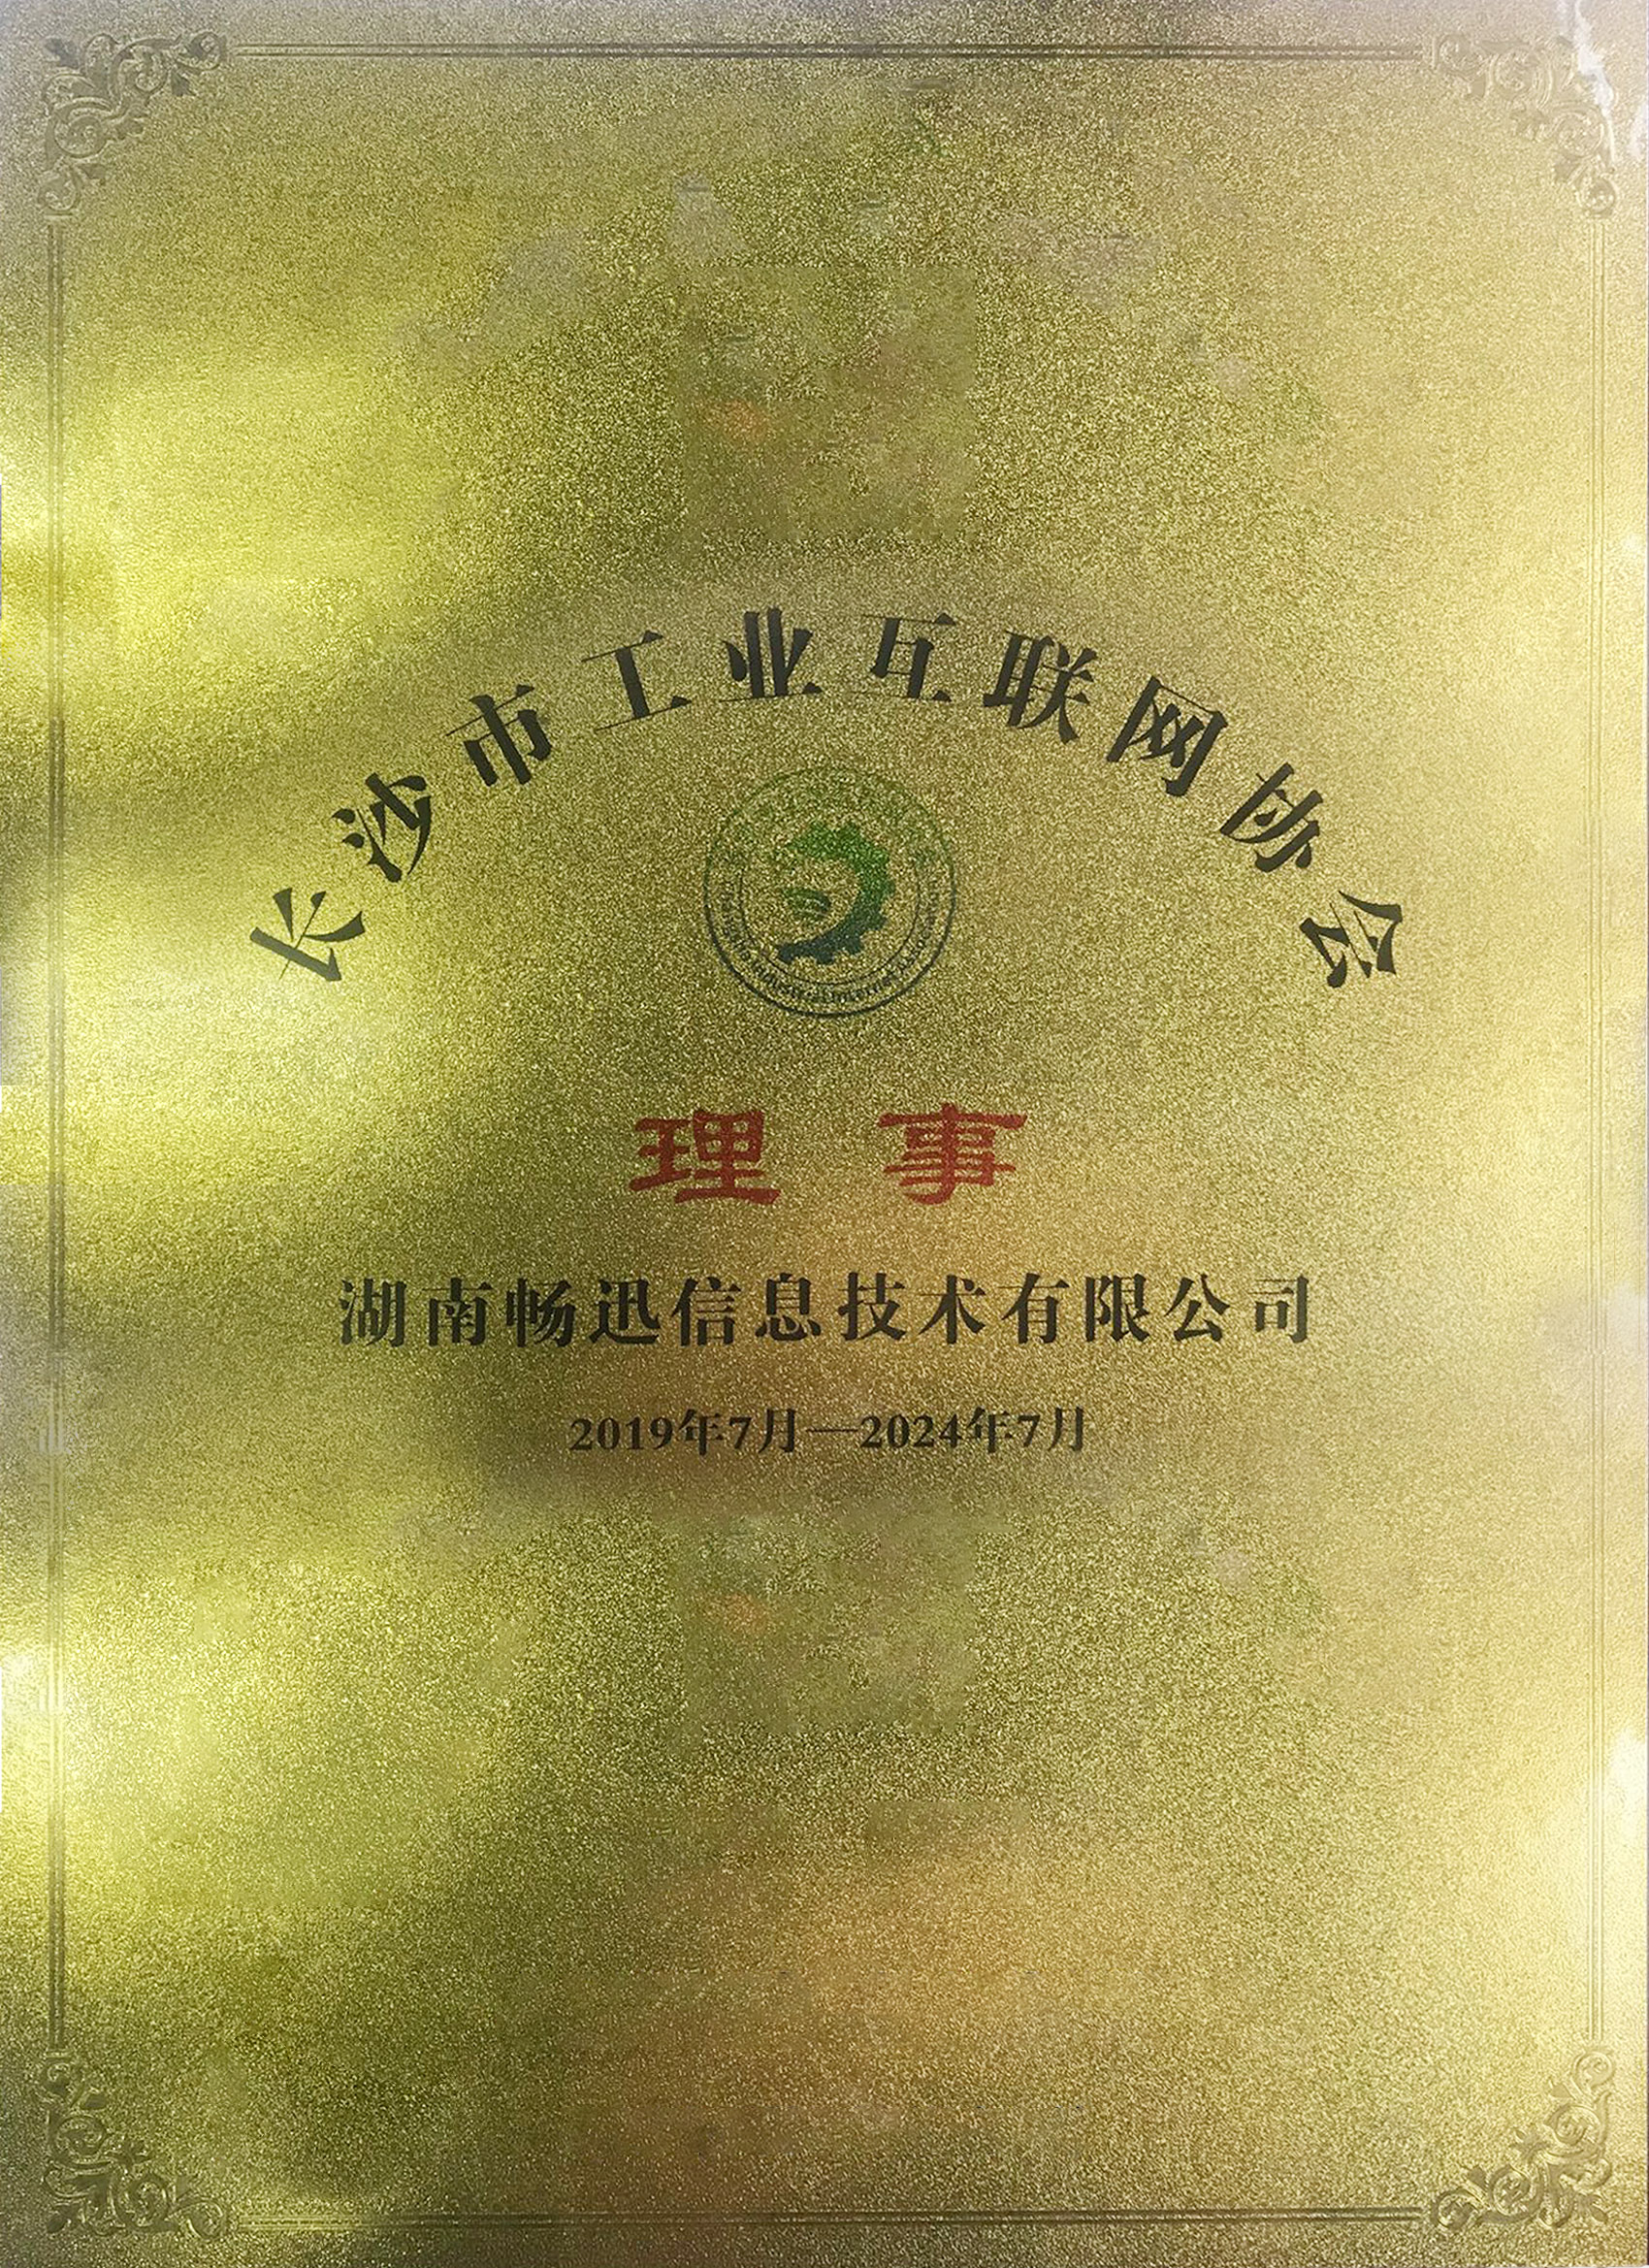 长沙市工业互联网协会
理事
湖南畅迅信息技术有限公司
2019年7月—2024年7月